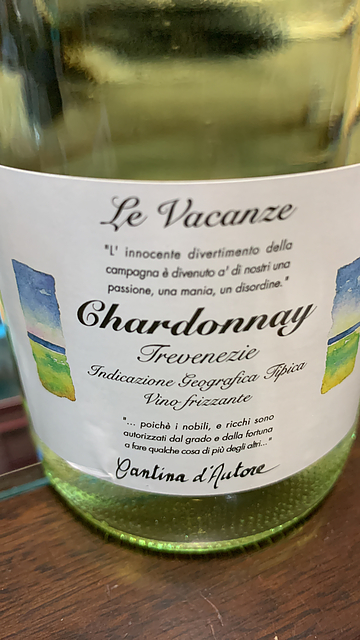 Le Vacanze
"L' innocente divertimento della
campagna è divenuto a' dì nostri una
passione, una mania, un disordine."
Chardonnay
Trevenezie
Indicazione Geografica Tipica
Vino frizzante
"... poichè i nobili, e ricchi sono
autorizzati dal grado e dalla fortuna
a fare qualche cosa di più degli altri..."
Cantina d'Autore